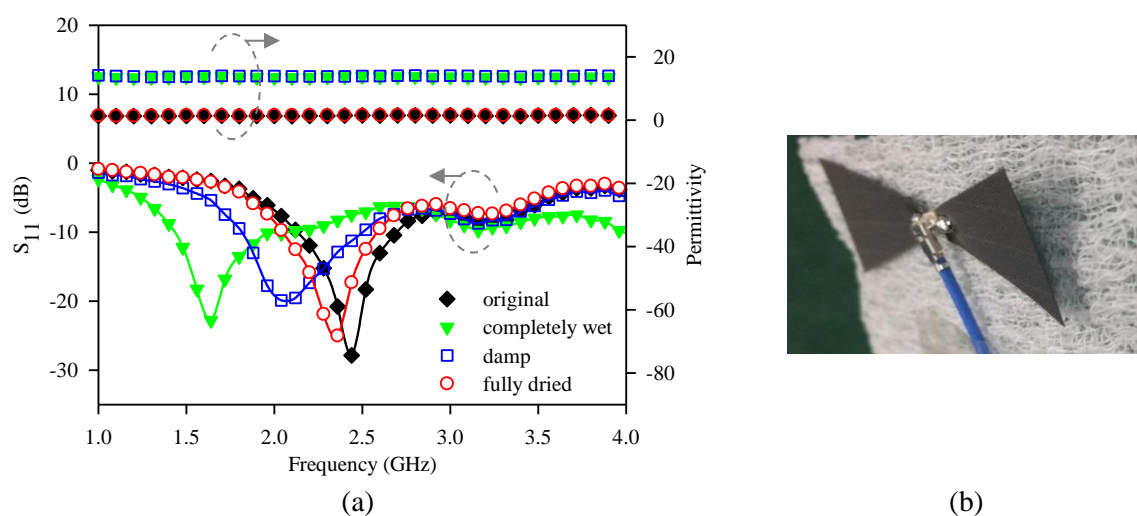 20
10
0
-10
-20
-30
S11 (dB)
20
0
-20
-40
-60
-80
Permittivity
original
completely wet
damp
fully dried
1.0 1.5 2.0 2.5 3.0 3.5 4.0
Frequency (GHz)
(a)
(b)